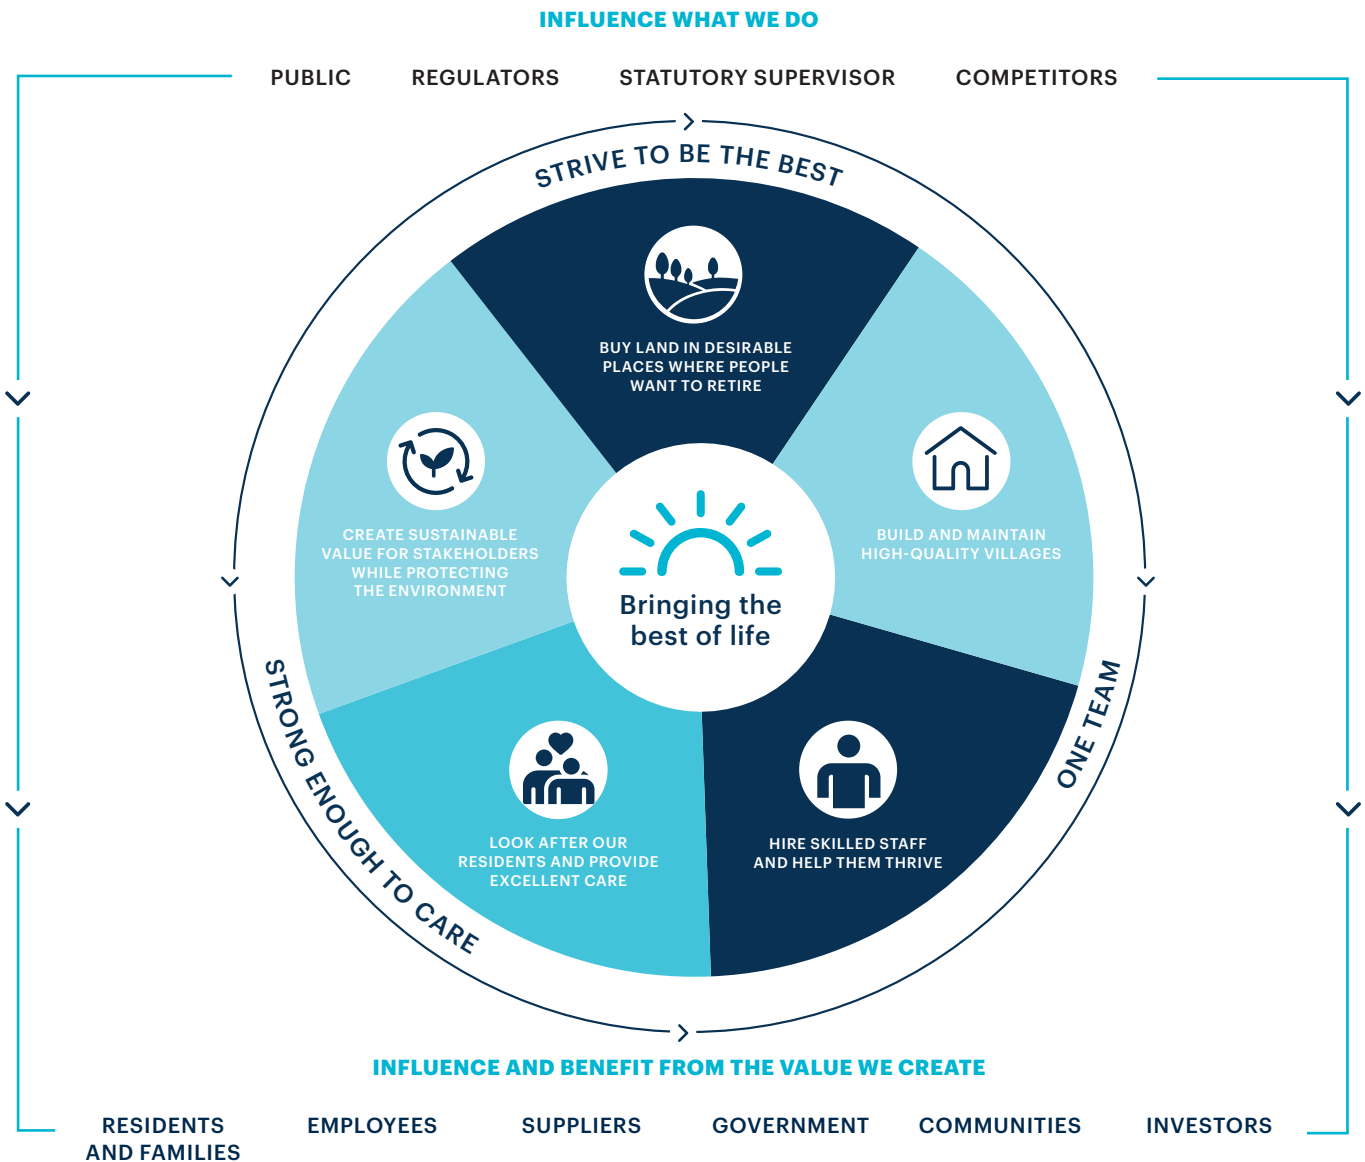 INFLUENCE WHAT WE DO
PUBLIC REGULATORS STATUTORY SUPERVISOR COMPETITORS
STRIVE TO BE THE BEST
BUY LAND IN DESIRABLE
PLACES WHERE PEOPLE
WANT TO RETIRE
CREATE SUSTAINABLE
VALUE FOR STAKEHOLDERS
WHILE PROTECTING
THE ENVIRONMENT
BUILD AND MAINTAIN
HIGH-QUALITY VILLAGES
Bringing the
best of life
STRONG ENOUGH TO CARE
ONE TEAM
LOOK AFTER OUR
RESIDENTS AND PROVIDE
EXCELLENT CARE
HIRE SKILLED STAFF
AND HELP THEM THRIVE
INFLUENCE AND BENEFIT FROM THE VALUE WE CREATE
RESIDENTS
AND FAMILIES
EMPLOYEES
SUPPLIERS
GOVERNMENT
COMMUNITIES
INVESTORS